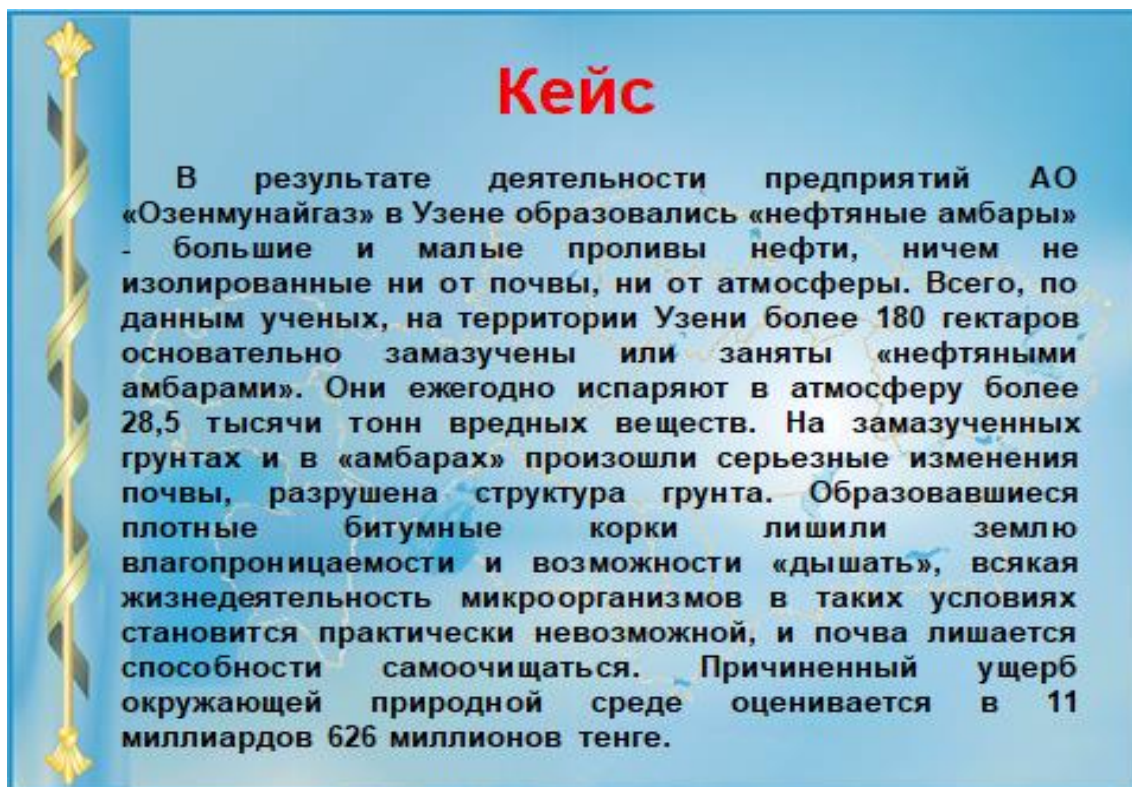 Кейс
В результате деятельности предприятий АО
«Озенмунайгаз» в Узене образовались «нефтяные амбары»
- большие и малые проливы нефти, ничем не
изолированные ни от почвы, ни от атмосферы. Всего, по
данным ученых, на территории Узени более 180 гектаров
основательно замазучены или заняты «нефтяными
амбарами». Они ежегодно испаряют в атмосферу более
28,5 тысячи тонн вредных веществ. На замазученных
грунтах и в «амбарах» произошли серьезные изменения
почвы, разрушена структура грунта. Образовавшиеся
плотные битумные корки лишили землю
влагопроницаемости и возможности «дышать», всякая
жизнедеятельность микроорганизмов в таких условиях
становится практически невозможной, и почва лишается
способности самоочищаться. Причиненный ущерб
окружающей природной среде оценивается в 11
миллиардов 626 миллионов тенге.